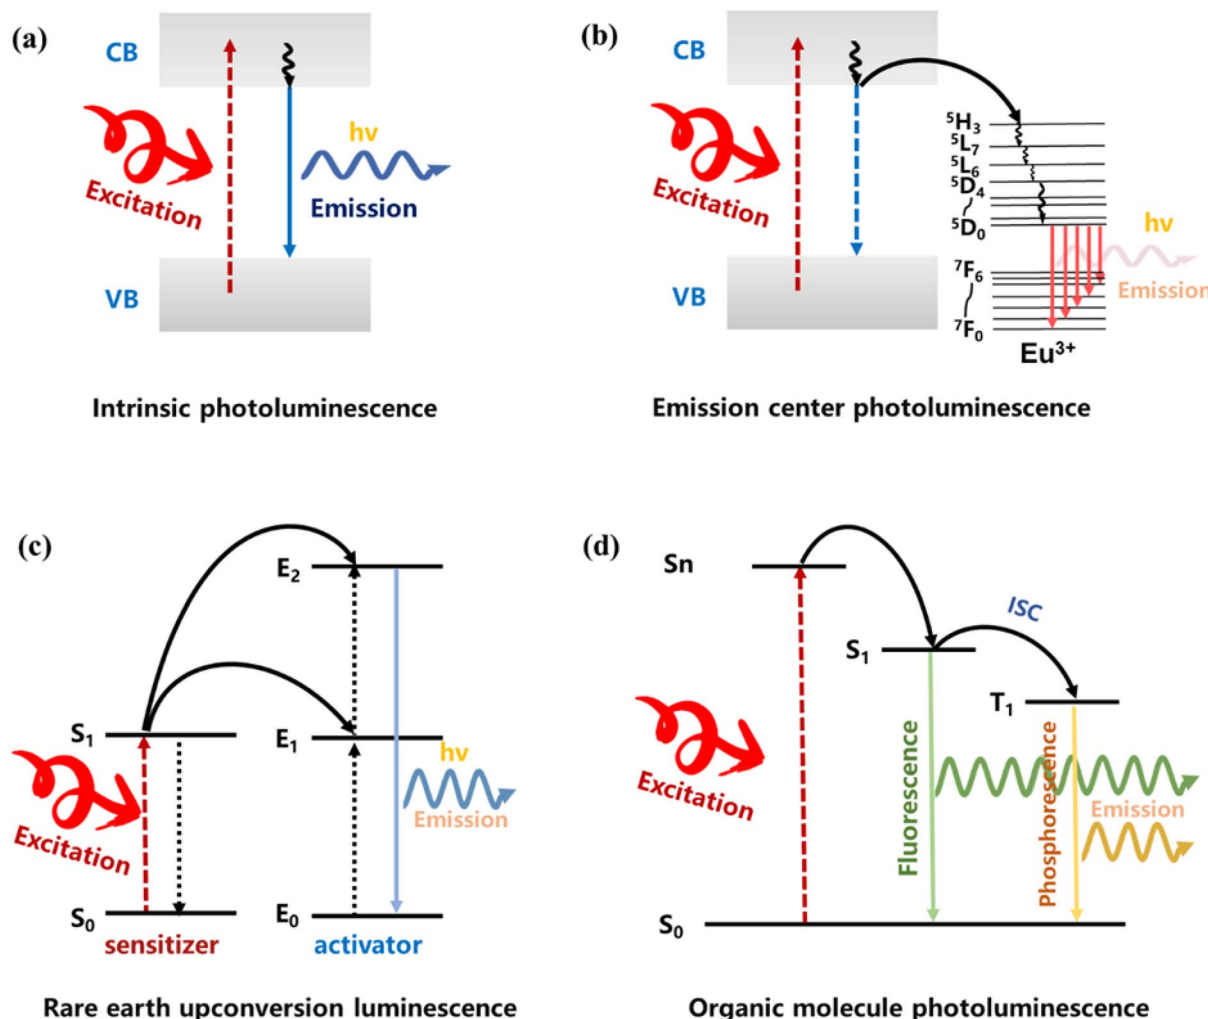 (a)
CB
hv
Excitation
Emission
VB
Intrinsic photoluminescence
(b)
CB
⁵H₃
⁵L₇
⁵L₆
⁵D₄
⁵D₀
hv
Excitation
⁷F₆
Emission
VB
⁷F₀
Eu³⁺
Emission center photoluminescence
(c)
E₂
S₁
E₁
hv
Excitation
Emission
S₀
E₀
sensitizer
activator
Rare earth upconversion luminescence
(d)
Sn
ISC
S₁
T₁
Excitation
Fluorescence
Phosphorescence
Emission
S₀
Organic molecule photoluminescence